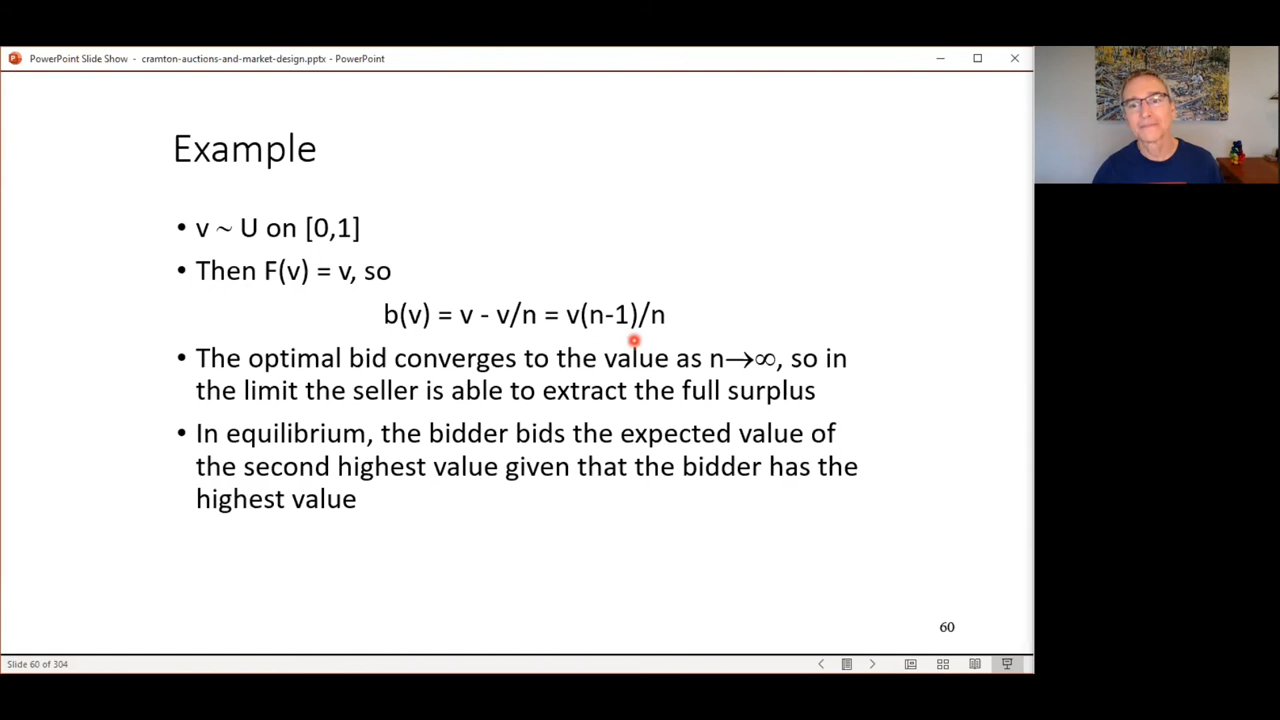 PowerPoint Slide Show - cramton-auctions-and-market-design.pptx - PowerPoint
Example
• v ~ U on [0,1]
• Then F(v) = v, so
b(v) = v - v/n = v(n-1)/n
• The optimal bid converges to the value as n→∞, so in
the limit the seller is able to extract the full surplus
• In equilibrium, the bidder bids the expected value of
the second highest value given that the bidder has the
highest value
60
Slide 60 of 304